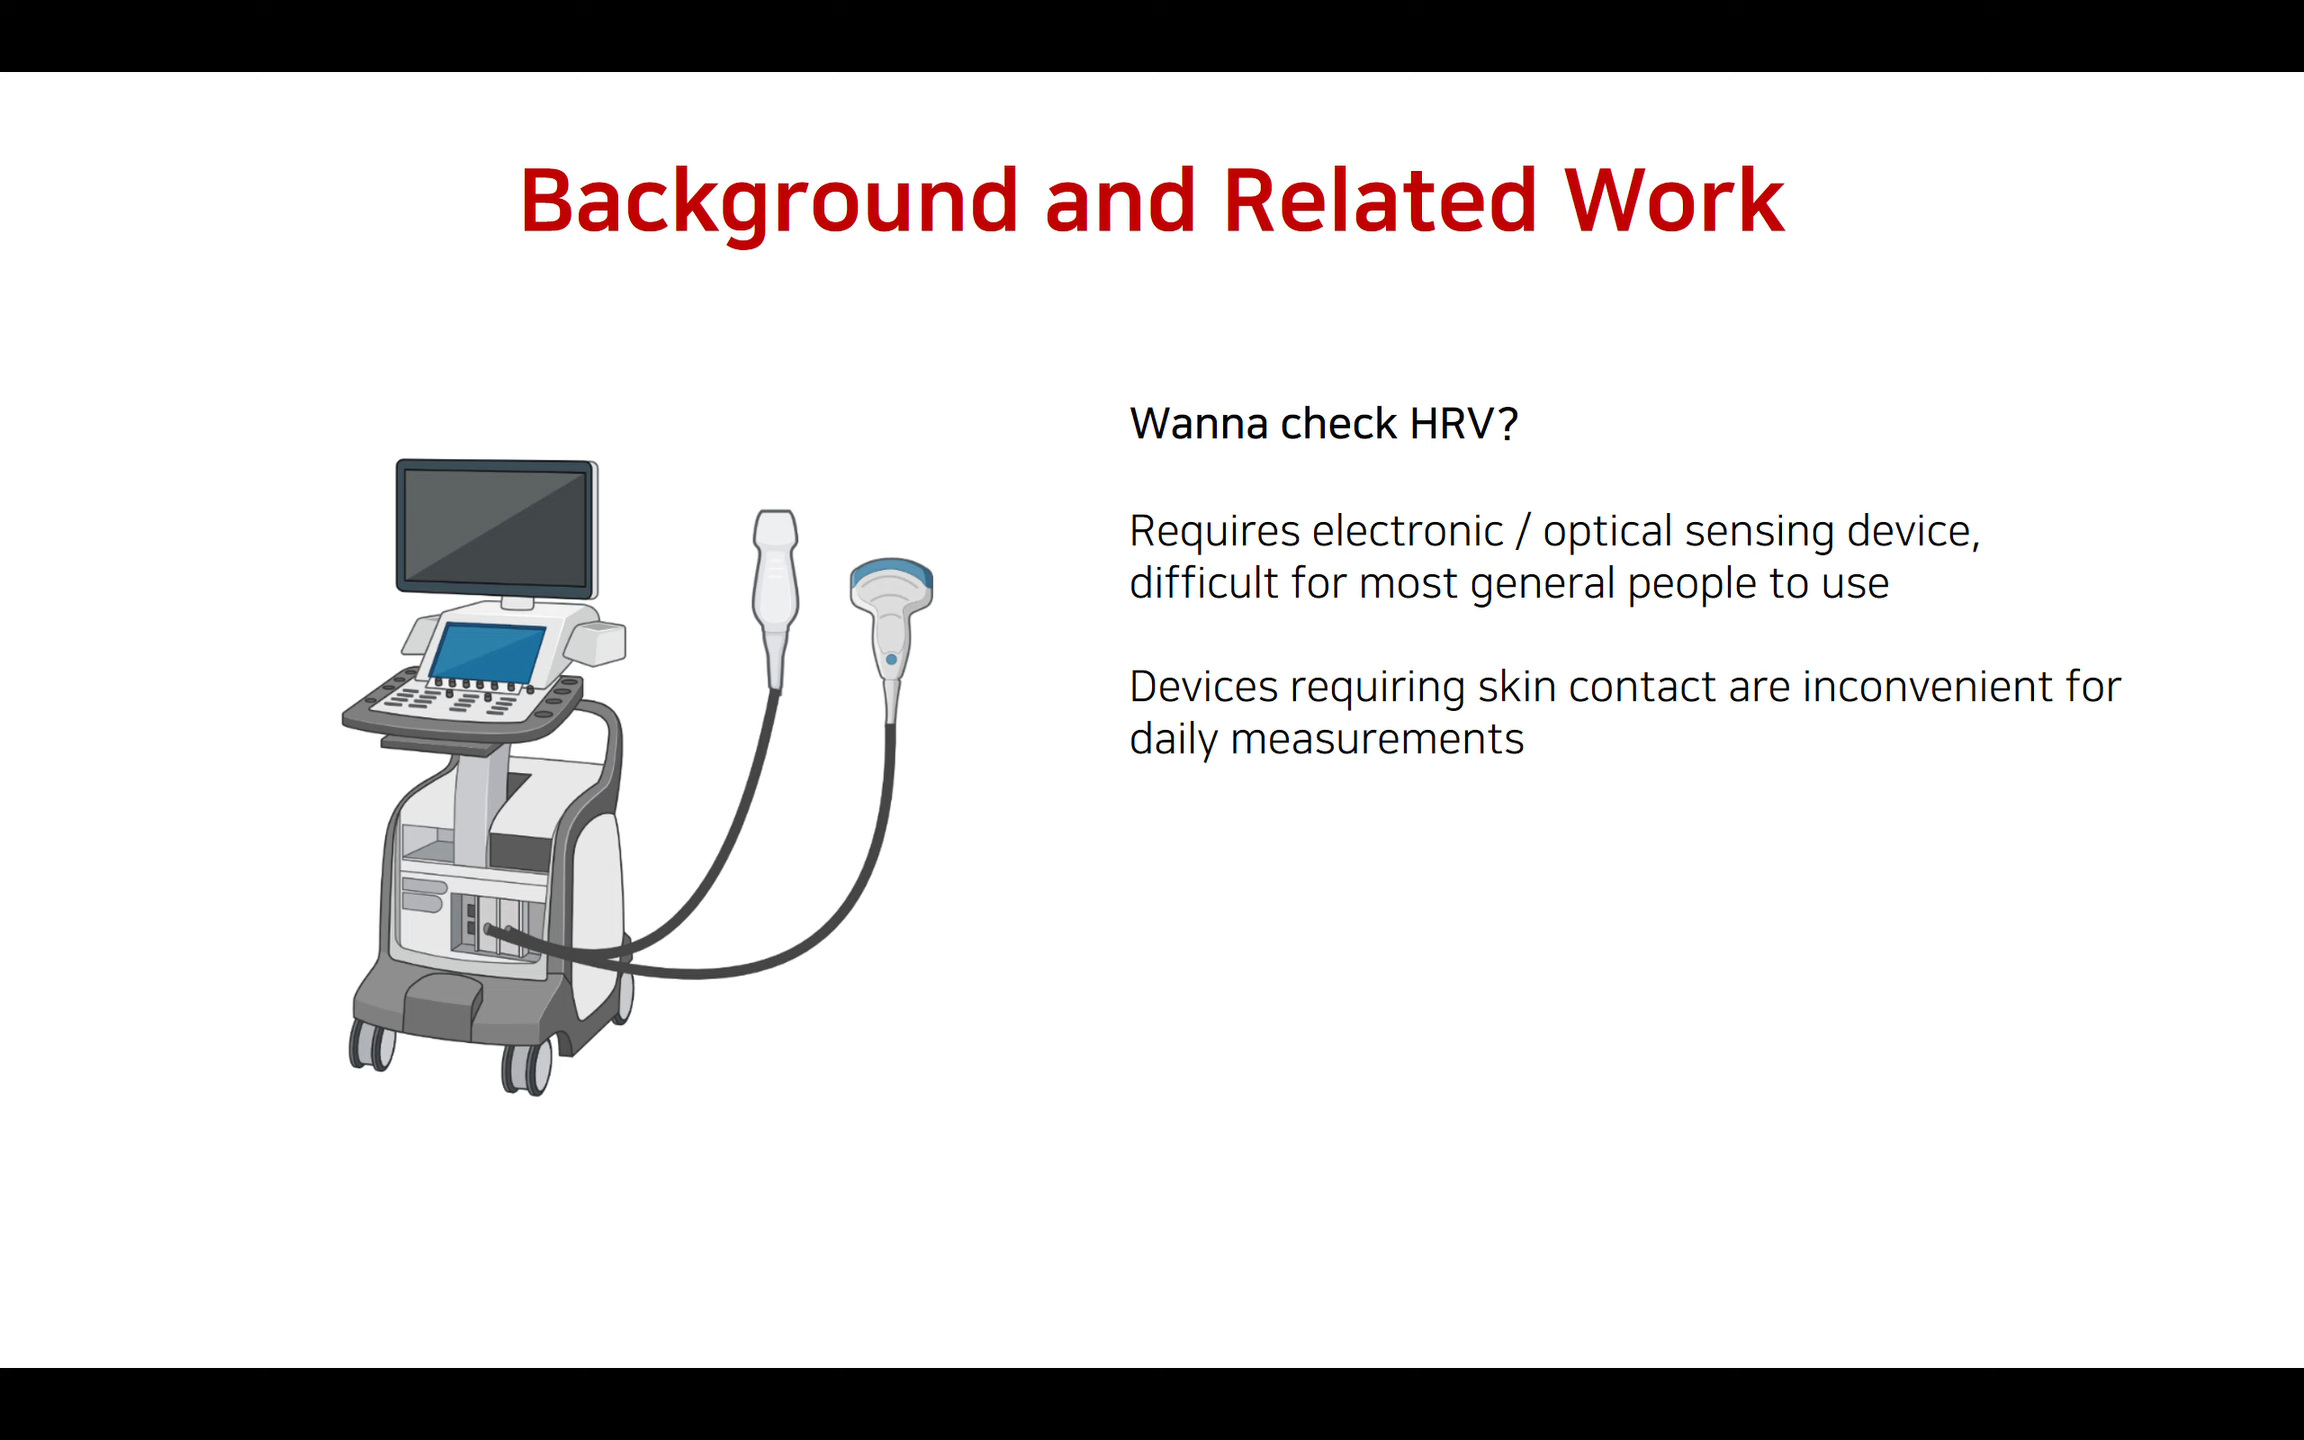 Background and Related Work
Wanna check HRV?
Requires electronic / optical sensing device,
difficult for most general people to use
Devices requiring skin contact are inconvenient for
daily measurements